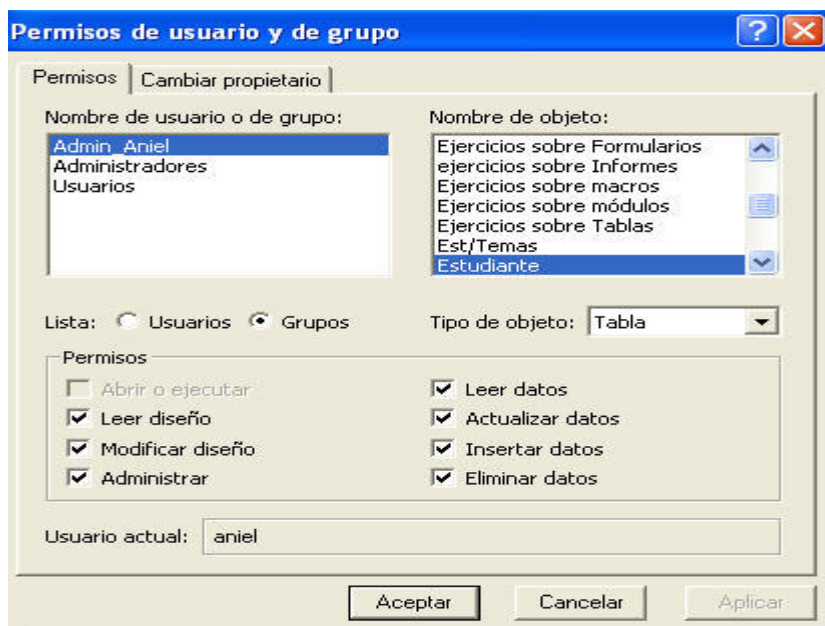 Permisos de usuario y de grupo
Permisos
Cambiar propietario
Nombre de usuario o de grupo:
Admin_Aniel
Administradores
Usuarios
Nombre de objeto:
Ejercicios sobre Formularios
ejercicios sobre Informes
Ejercicios sobre macros
Ejercicios sobre módulos
Ejercicios sobre Tablas
Est/Temas
Estudiante
Lista: Usuarios Grupos
Tipo de objeto: Tabla
Permisos
Abrir o ejecutar
Leer diseño
Modificar diseño
Administrar
Leer datos
Actualizar datos
Insertar datos
Eliminar datos
Usuario actual: aniel
Aceptar
Cancelar
Aplicar